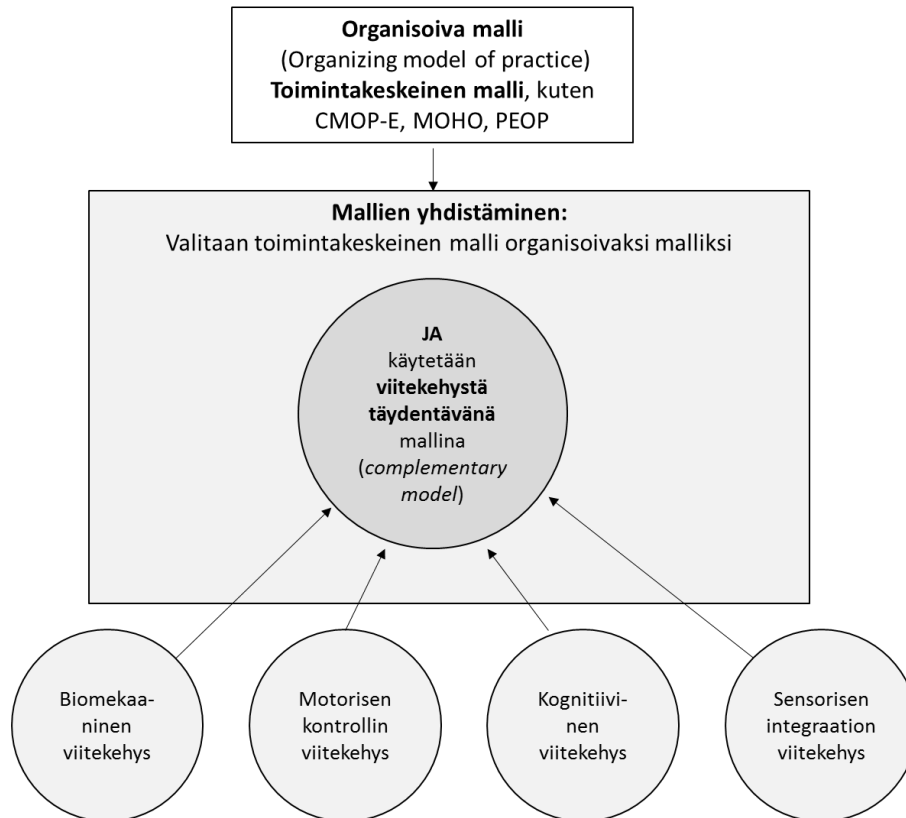 Organisoiva malli
(Organizing model of practice)
Toimintakeskeinen malli, kuten
CMOP-E, MOHO, PEOP
Mallien yhdistäminen:
Valitaan toimintakeskeinen malli organisoivaksi malliksi
JA
käytetään
viitekehystä
täydentävänä
mallina
(complementary
model)
Biomekaa-
ninen
viitekehys
Motorisen
kontrollin
viitekehys
Kognitiivi-
nen
viitekehys
Sensorisen
integraation
viitekehys